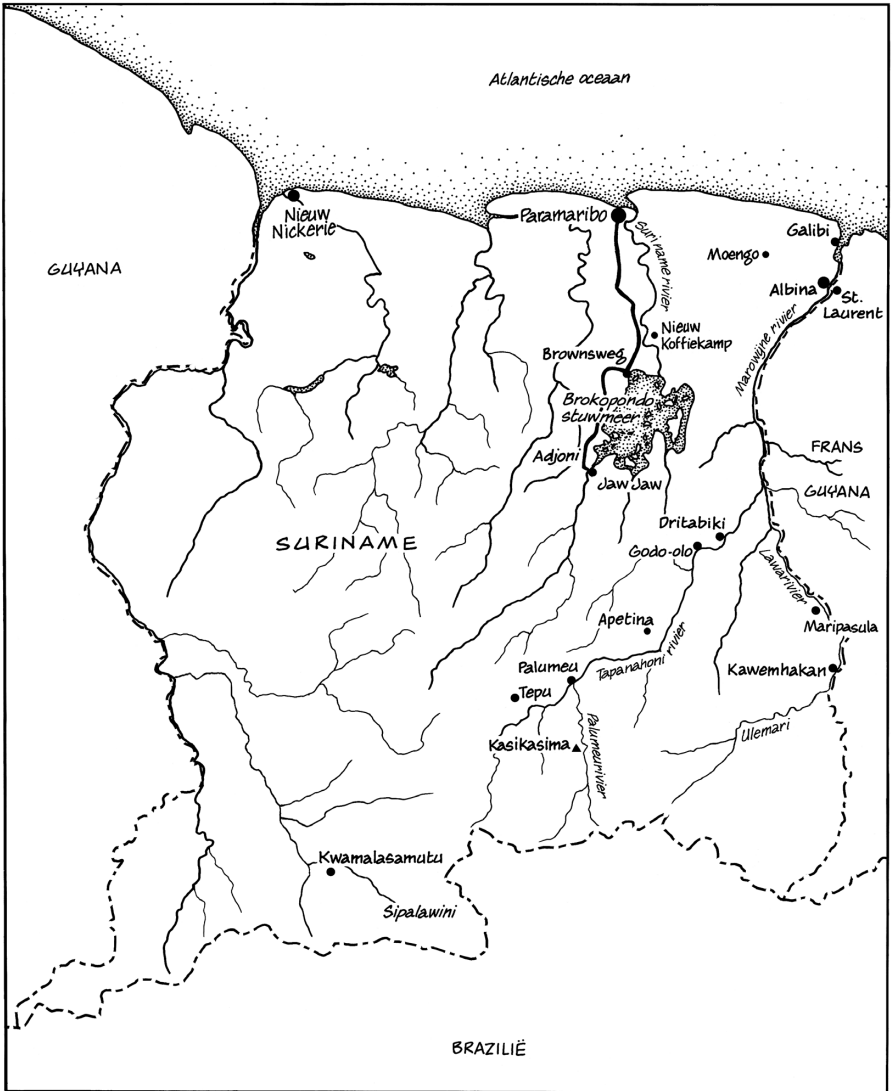 Atlantische oceaan
Nieuw
Nickerie
Paramaribo
Suriname rivier
Galibi
Moengo
GUYANA
Albina
St.
Laurent
Marowijne rivier
Nieuw
Koffiekamp
Brownsweg
Brokopondo
stuwmeer
FRANS
GUYANA
Adjoni
Jaw Jaw
Dritabiki
Godo-olo
SURINAME
Lawarivier
Apetina
Maripasula
Tapanahoni rivier
Palumeu
Kawemhakan
Tepu
Palumeurivier
Ulemari
Kasikasima
Kwamalasamutu
Sipalawini
BRAZILIË